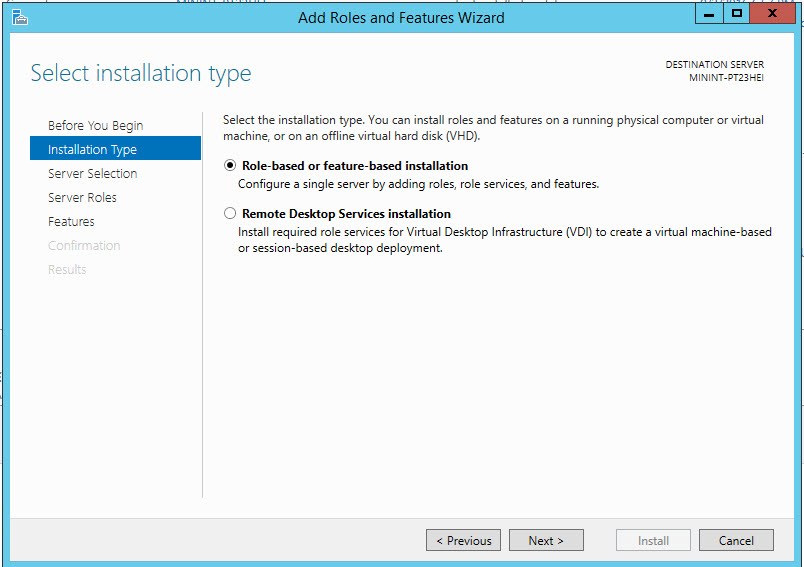 Add Roles and Features Wizard
Select installation type
DESTINATION SERVER
MININT-PT23HEI
Before You Begin
Installation Type
Server Selection
Server Roles
Features
Confirmation
Results
Select the installation type. You can install roles and features on a running physical computer or virtual
machine, or on an offline virtual hard disk (VHD).
Role-based or feature-based installation
Configure a single server by adding roles, role services, and features.
Remote Desktop Services installation
Install required role services for Virtual Desktop Infrastructure (VDI) to create a virtual machine-based
or session-based desktop deployment.
< Previous
Next >
Install
Cancel